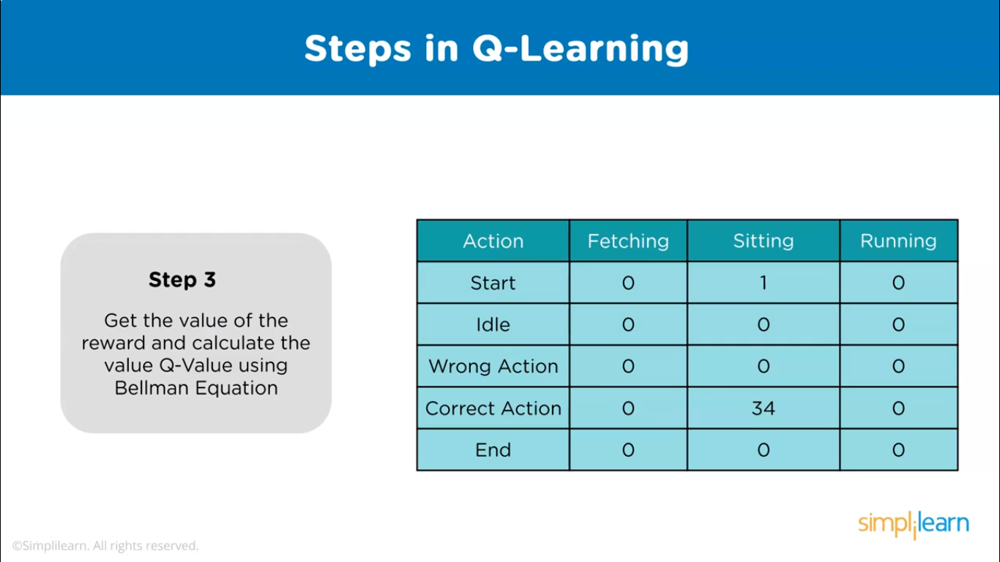 Steps in Q-Learning
Step 3
Get the value of the
reward and calculate the
value Q-Value using
Bellman Equation
Action Fetching Sitting Running
Start 0 1 0
Idle 0 0 0
Wrong Action 0 0 0
Correct Action 0 34 0
End 0 0 0
simplilearn
©Simplilearn. All rights reserved.